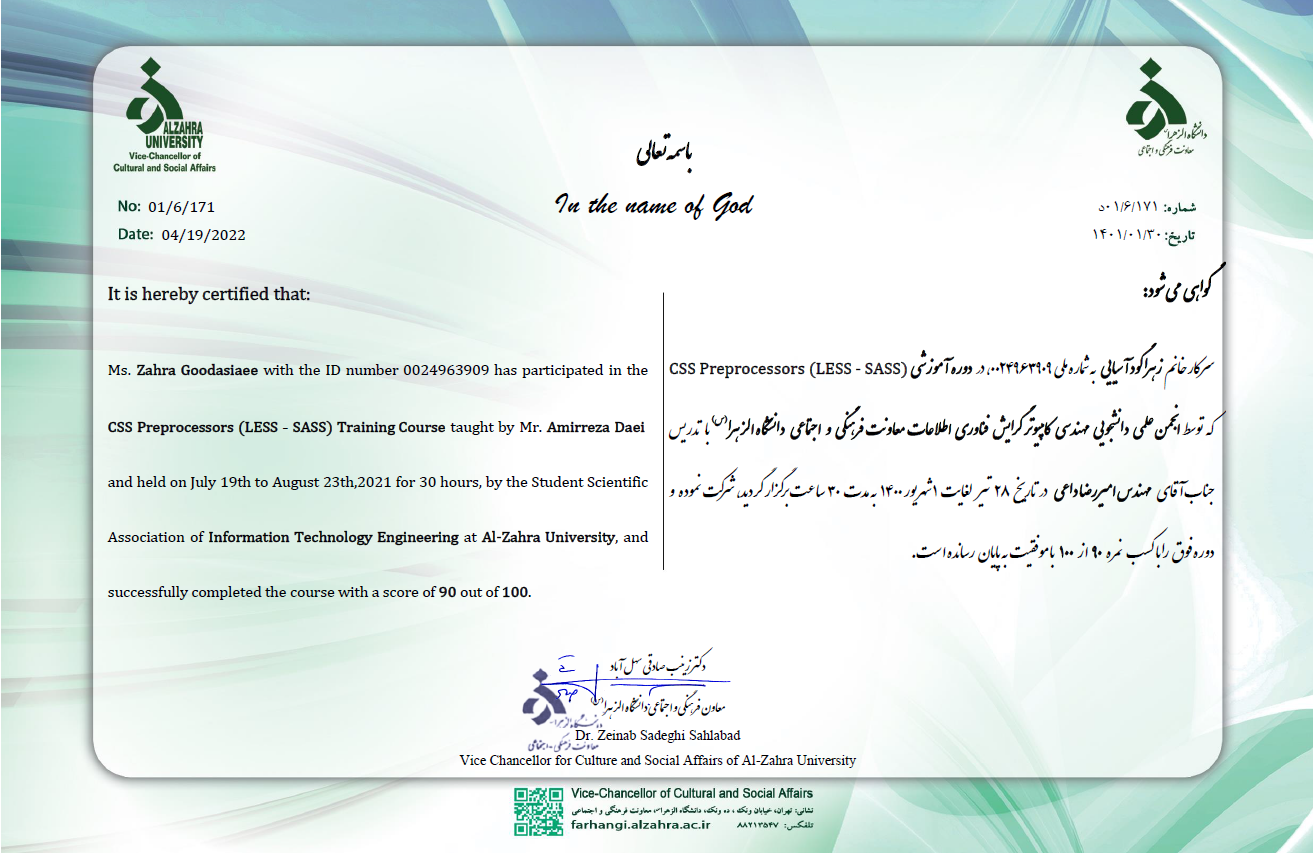 ALZAHRA
UNIVERSITY
Vice-Chancellor of
Cultural and Social Affairs
دانشگاه الزهرا
معاونت فرهنگی و اجتماعی
باسمه تعالی
In the name of God
No: 01/6/171
Date: 04/19/2022
شماره: ۰۱/۶/۱۷۱د
تاریخ: ۱۴۰۱/۰۱/۳۰
It is hereby certified that:
Ms. Zahra Goodasiaee with the ID number 0024963909 has participated in the
CSS Preprocessors (LESS - SASS) Training Course taught by Mr. Amirreza Daei
and held on July 19th to August 23th,2021 for 30 hours, by the Student Scientific
Association of Information Technology Engineering at Al-Zahra University, and
successfully completed the course with a score of 90 out of 100.
گواهی می شود:
سرکار خانم زهرا گودآسیایی به شماره ملی ۰۰۲۴۹۶۳۹۰۹، در دوره آموزشی CSS Preprocessors (LESS - SASS)
که توسط انجمن علمی دانشجویی مهندسی کامپیوتر گرایش فناوری اطلاعات معاونت فرهنگی و اجتماعی دانشگاه الزهرا(س) با تدریس
جناب آقای مهندس امیررضا داعی در تاریخ ۲۸ تیر لغایت ۱ شهریور ۱۴۰۰ به مدت ۳۰ ساعت برگزار گردید، شرکت نموده و
دوره فوق را با کسب نمره ۹۰ از ۱۰۰ با موفقیت به پایان رسانده است.
دکتر زینب صادقی سهل آباد
معاون فرهنگی و اجتماعی دانشگاه الزهرا(س)
دانشگاه الزهرا
معاونت فرهنگی - اجتماعی
Dr. Zeinab Sadeghi Sahlabad
Vice Chancellor for Culture and Social Affairs of Al-Zahra University
Vice-Chancellor of Cultural and Social Affairs
نشانی: تهران، خیابان ونک ، ده ونک، دانشگاه الزهرا، معاونت فرهنگی و اجتماعی
farhangi.alzahra.ac.ir تلفکس: ۸۸۲۱۳۵۴۷